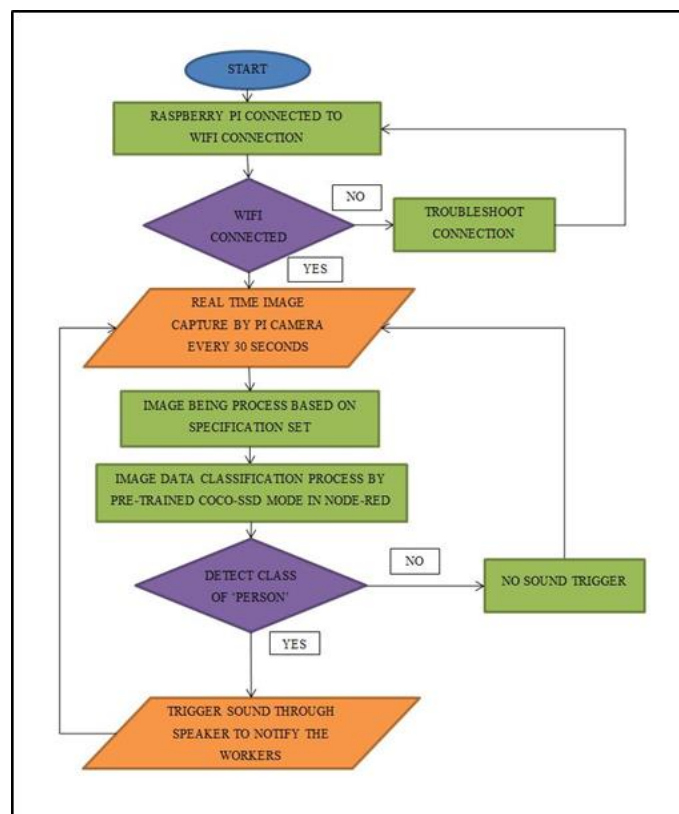 START
RASPBERRY PI CONNECTED TO
WIFI CONNECTION
WIFI
CONNECTED
NO
TROUBLESHOOT
CONNECTION
YES
REAL TIME IMAGE
CAPTURE BY PI CAMERA
EVERY 30 SECONDS
IMAGE BEING PROCESS BASED ON
SPECIFICATION SET
IMAGE DATA CLASSIFICATION PROCESS BY
PRE-TRAINED COCO-SSD MODE IN NODE-RED
DETECT CLASS
OF ‘PERSON’
NO
NO SOUND TRIGGER
YES
TRIGGER SOUND THROUGH
SPEAKER TO NOTIFY THE
WORKERS